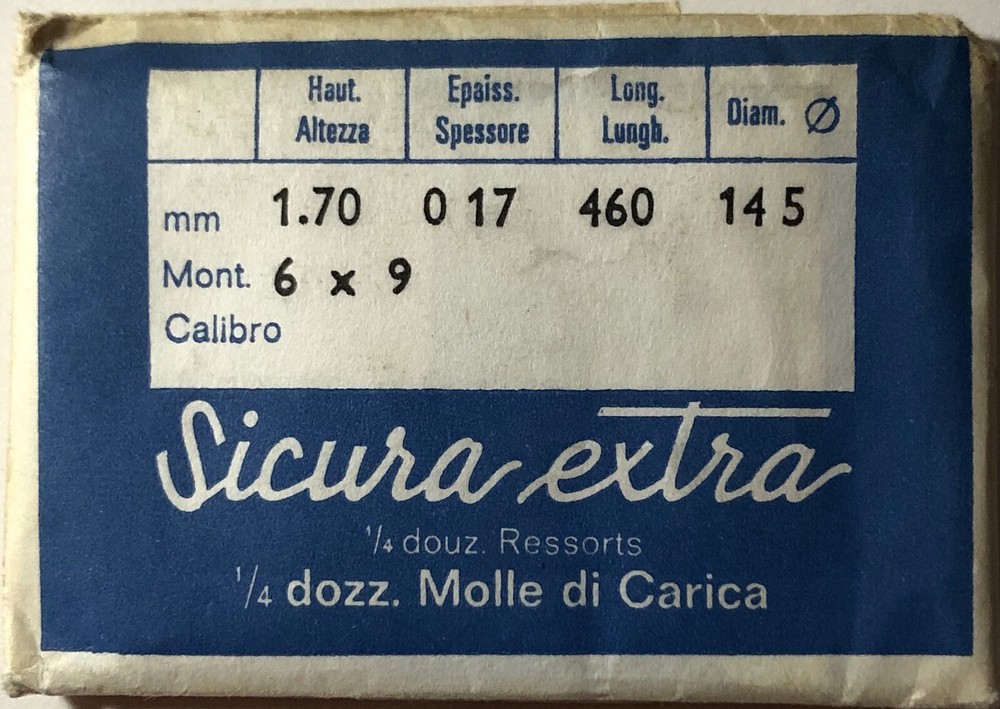 Haut. Epaiss. Long. Diam. Ø
Altezza Spessore Lungh.
mm 1.70 0 17 460 14 5
Mont. 6 x 9
Calibro
Sicura extra
1/4 douz. Ressorts
1/4 dozz. Molle di Carica